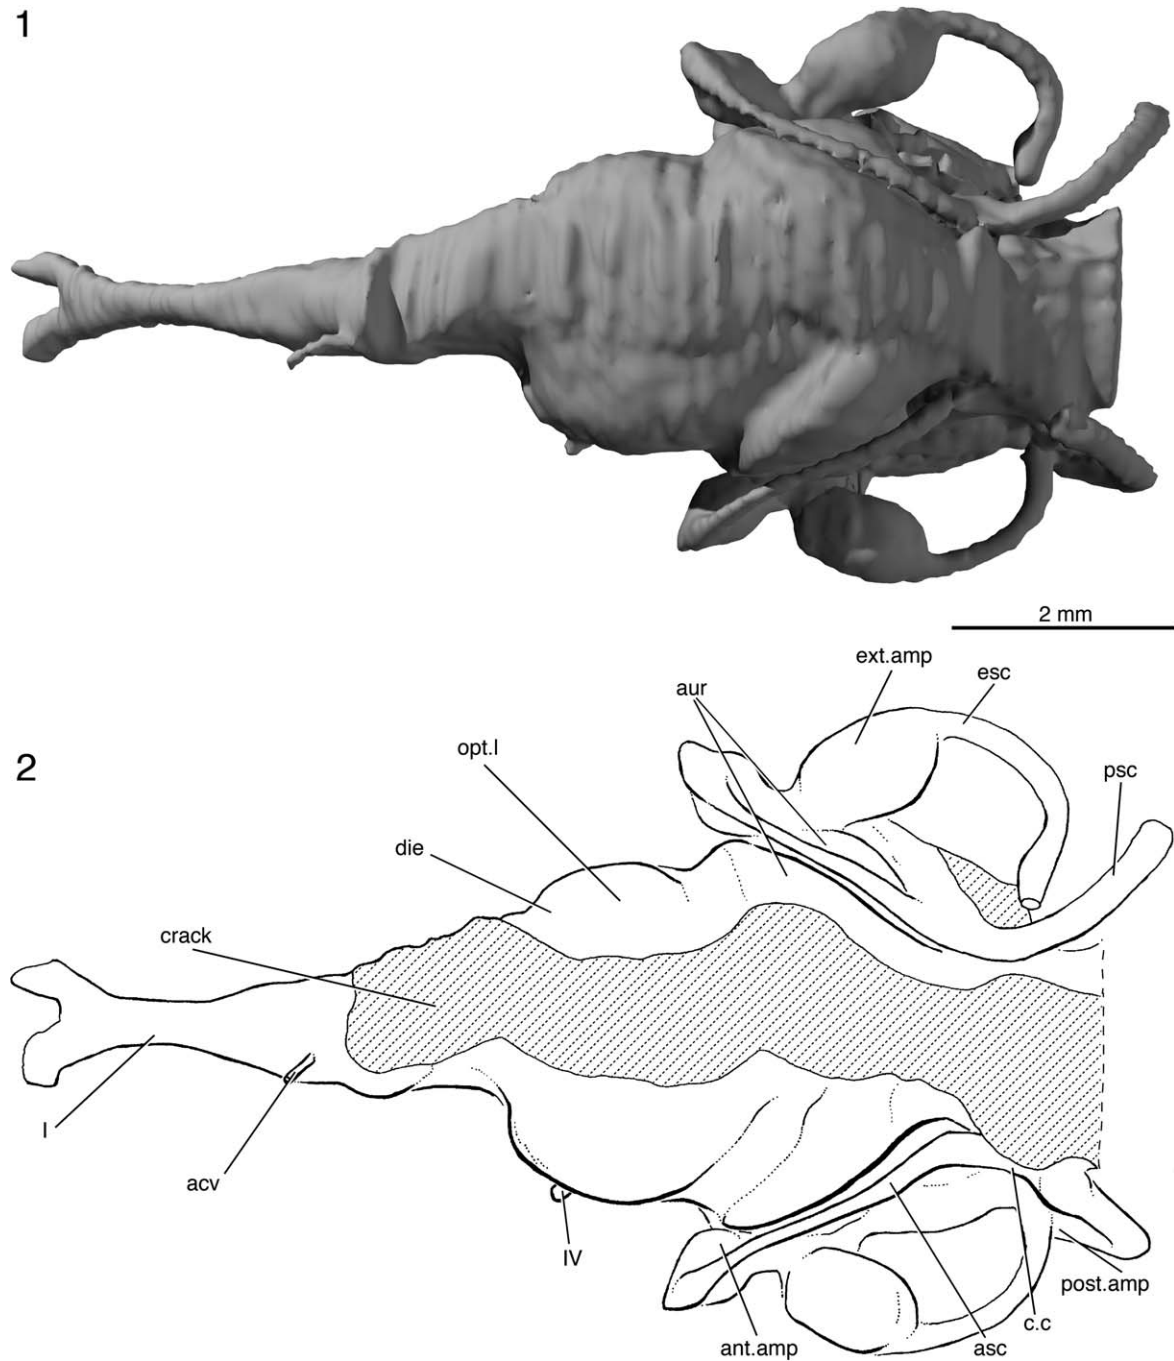 1
2 mm
ext.amp
esc
aur
opt.l
2
psc
die
crack
I
acv
IV
post.amp
c.c
ant.amp
asc